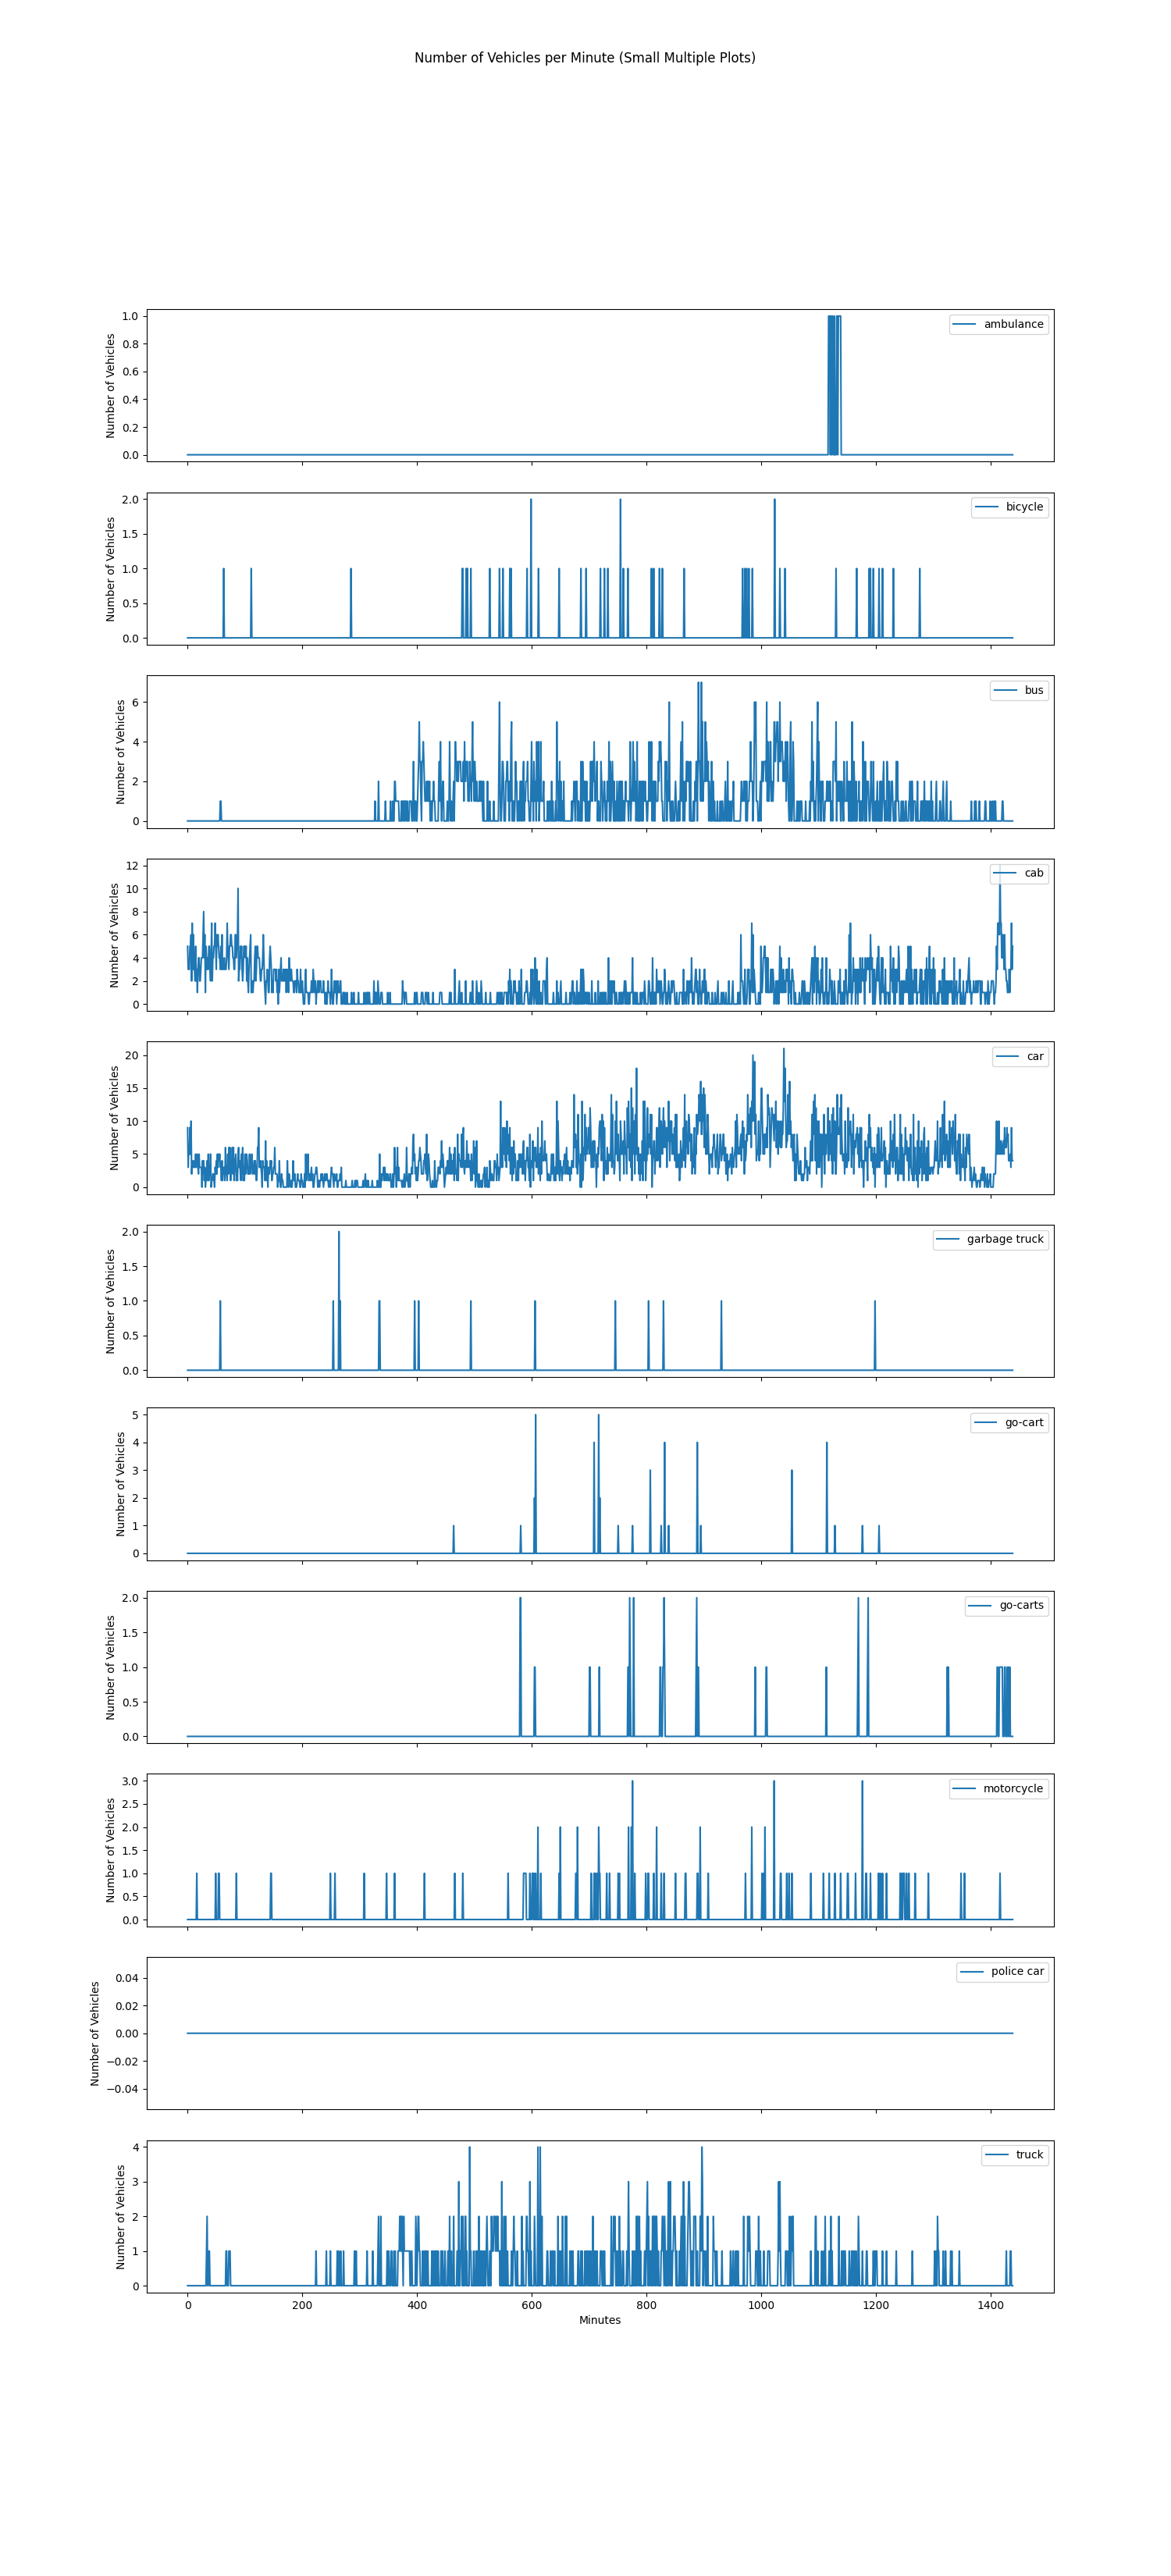 Number of Vehicles per Minute (Small Multiple Plots)
1.0
0.8
0.6
0.4
0.2
0.0
Number of Vehicles
ambulance
2.0
1.5
1.0
0.5
0.0
Number of Vehicles
bicycle
6
4
2
0
Number of Vehicles
bus
12
10
8
6
4
2
0
Number of Vehicles
cab
20
15
10
5
0
Number of Vehicles
car
2.0
1.5
1.0
0.5
0.0
Number of Vehicles
garbage truck
5
4
3
2
1
0
Number of Vehicles
go-cart
2.0
1.5
1.0
0.5
0.0
Number of Vehicles
go-carts
3.0
2.5
2.0
1.5
1.0
0.5
0.0
Number of Vehicles
motorcycle
0.04
0.02
0.00
−0.02
−0.04
Number of Vehicles
police car
4
3
2
1
0
Number of Vehicles
truck
0 200 400 600 800 1000 1200 1400
Minutes